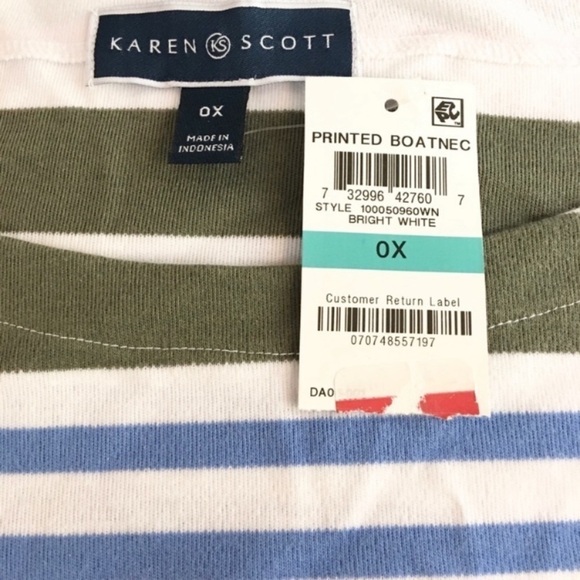 KAREN KS SCOTT
0X
MADE IN
INDONESIA
PRINTED BOATNEC
7 32996 42760 7
STYLE 100050960WN
BRIGHT WHITE
0X
Customer Return Label
070748557197